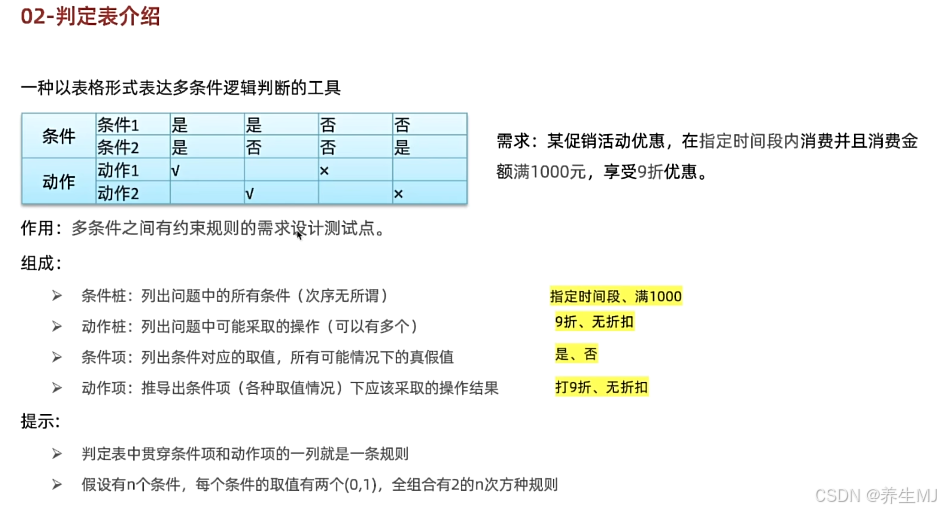 02-判定表介绍
一种以表格形式表达多条件逻辑判断的工具
条件 条件1 是 是 否 否
条件2 是 否 否 是
动作 动作1 √ ×
动作2 √ ×
需求：某促销活动优惠，在指定时间段内消费并且消费金
额满1000元，享受9折优惠。
作用：多条件之间有约束规则的需求设计测试点。
组成：
➢ 条件桩：列出问题中的所有条件（次序无所谓） 指定时间段、满1000
➢ 动作桩：列出问题中可能采取的操作（可以有多个） 9折、无折扣
➢ 条件项：列出条件对应的取值，所有可能情况下的真假值 是、否
➢ 动作项：推导出条件项（各种取值情况）下应该采取的操作结果 打9折、无折扣
提示：
➢ 判定表中贯穿条件项和动作项的一列就是一条规则
➢ 假设有n个条件，每个条件的取值有两个(0,1)，全组合有2的n次方种规则
CSDN @养生MJ